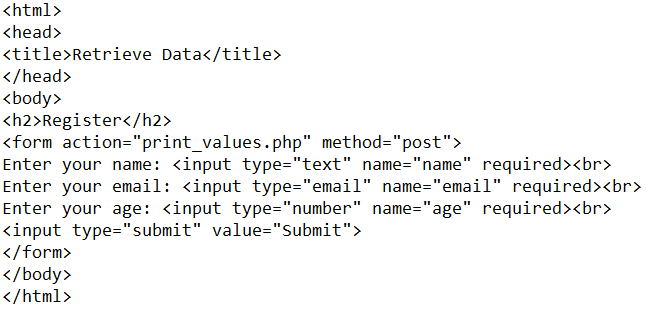 <html>
<head>
<title>Retrieve Data</title>
</head>
<body>
<h2>Register</h2>
<form action="print_values.php" method="post">
Enter your name: <input type="text" name="name" required><br>
Enter your email: <input type="email" name="email" required><br>
Enter your age: <input type="number" name="age" required><br>
<input type="submit" value="Submit">
</form>
</body>
</html>